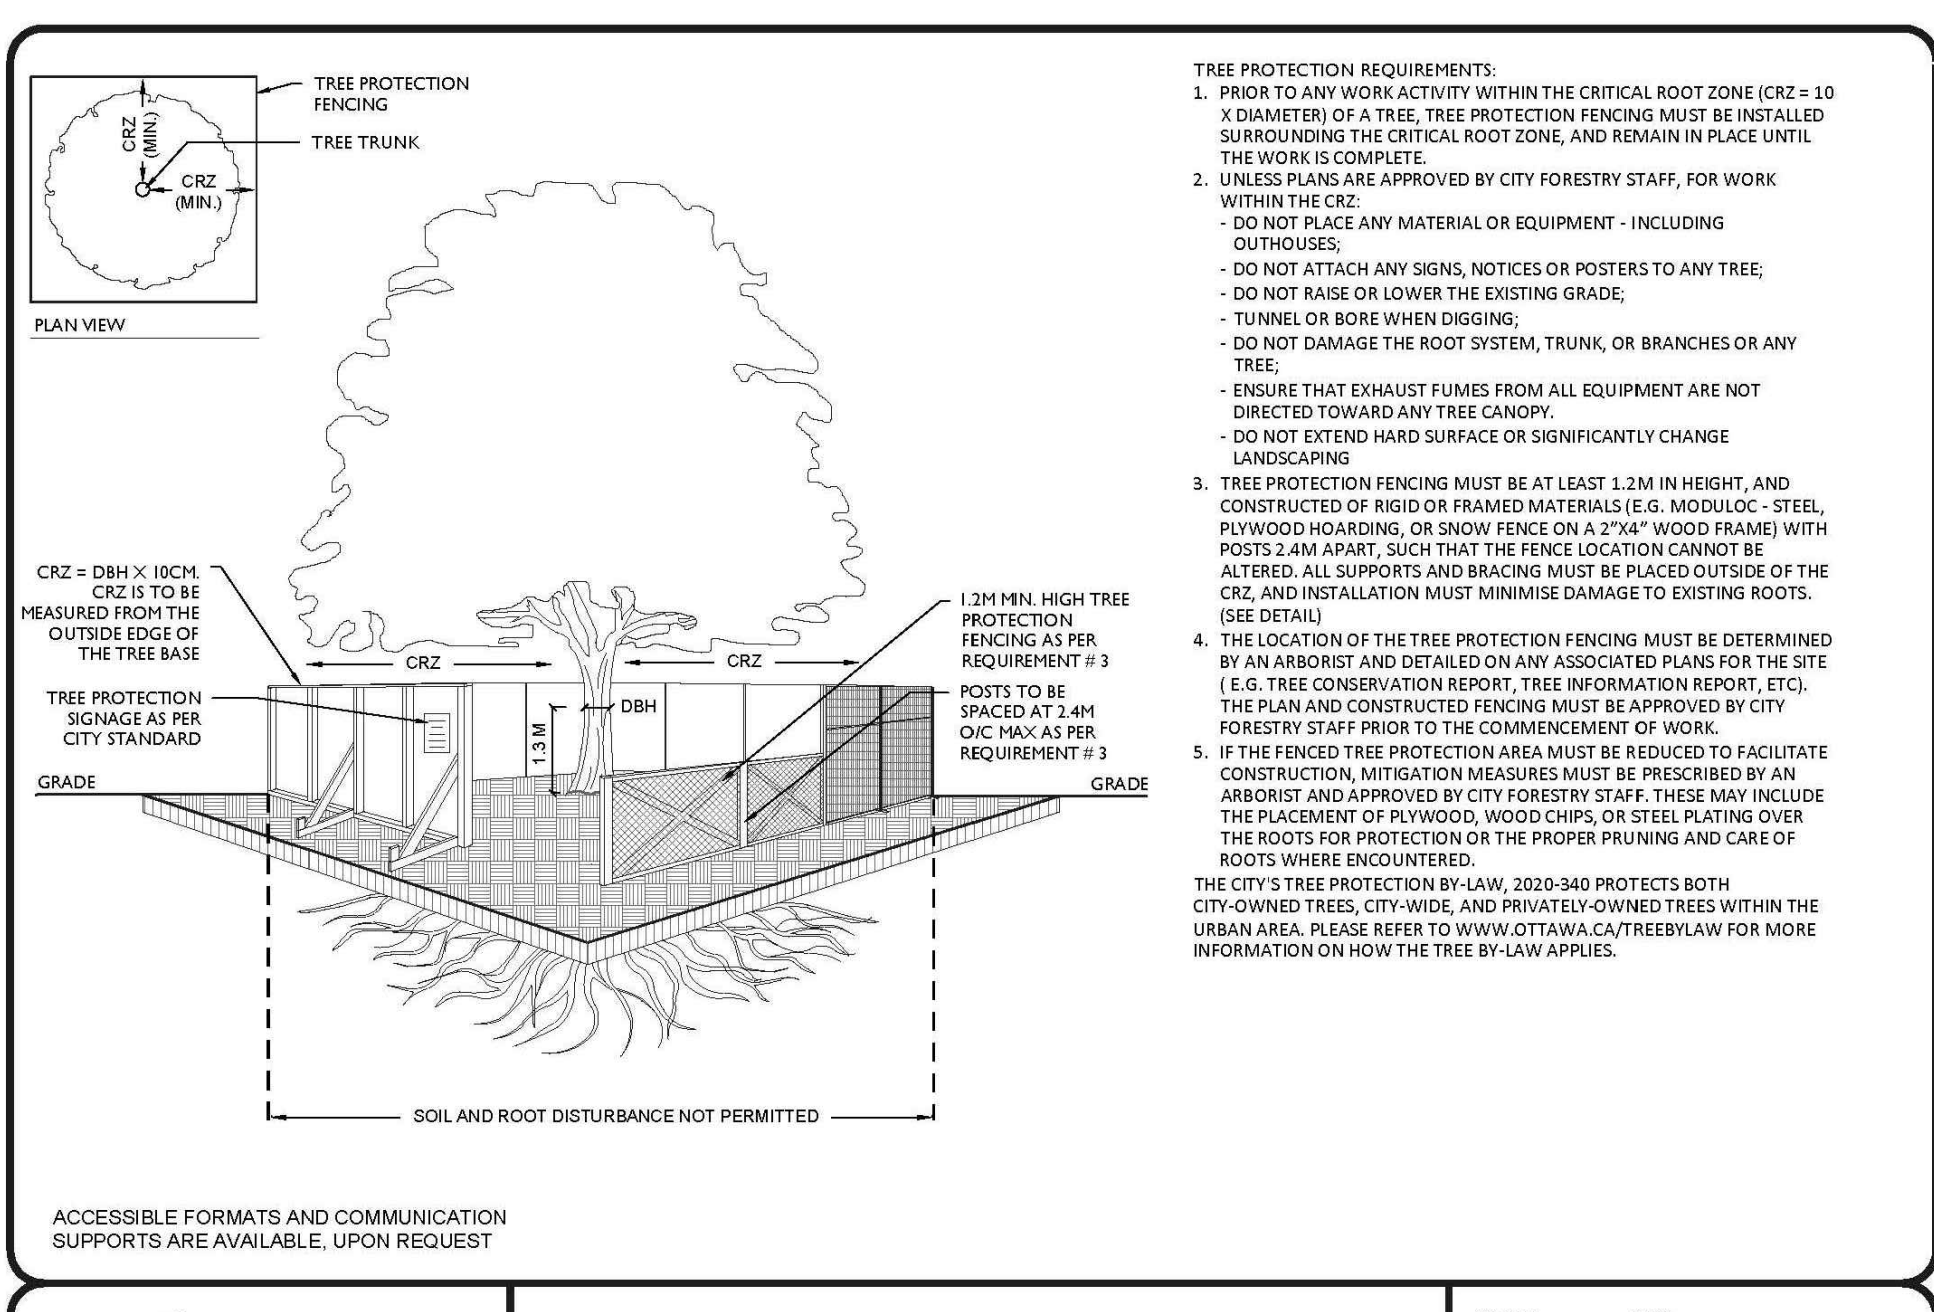 TREE PROTECTION
FENCING
TREE TRUNK
CRZ
(MIN.)
CRZ
(MIN.)
PLAN VIEW
CRZ = DBH X 10CM.
CRZ IS TO BE
MEASURED FROM THE
OUTSIDE EDGE OF
THE TREE BASE
TREE PROTECTION
SIGNAGE AS PER
CITY STANDARD
GRADE
CRZ
CRZ
DBH
1.3 M
1.2M MIN. HIGH TREE
PROTECTION
FENCING AS PER
REQUIREMENT # 3
POSTS TO BE
SPACED AT 2.4M
O/C MAX AS PER
REQUIREMENT # 3
GRADE
SOIL AND ROOT DISTURBANCE NOT PERMITTED
ACCESSIBLE FORMATS AND COMMUNICATION
SUPPORTS ARE AVAILABLE, UPON REQUEST
TREE PROTECTION REQUIREMENTS:
1. PRIOR TO ANY WORK ACTIVITY WITHIN THE CRITICAL ROOT ZONE (CRZ = 10
X DIAMETER) OF A TREE, TREE PROTECTION FENCING MUST BE INSTALLED
SURROUNDING THE CRITICAL ROOT ZONE, AND REMAIN IN PLACE UNTIL
THE WORK IS COMPLETE.
2. UNLESS PLANS ARE APPROVED BY CITY FORESTRY STAFF, FOR WORK
WITHIN THE CRZ:
- DO NOT PLACE ANY MATERIAL OR EQUIPMENT - INCLUDING
OUTHOUSES;
- DO NOT ATTACH ANY SIGNS, NOTICES OR POSTERS TO ANY TREE;
- DO NOT RAISE OR LOWER THE EXISTING GRADE;
- TUNNEL OR BORE WHEN DIGGING;
- DO NOT DAMAGE THE ROOT SYSTEM, TRUNK, OR BRANCHES OR ANY
TREE;
- ENSURE THAT EXHAUST FUMES FROM ALL EQUIPMENT ARE NOT
DIRECTED TOWARD ANY TREE CANOPY.
- DO NOT EXTEND HARD SURFACE OR SIGNIFICANTLY CHANGE
LANDSCAPING
3. TREE PROTECTION FENCING MUST BE AT LEAST 1.2M IN HEIGHT, AND
CONSTRUCTED OF RIGID OR FRAMED MATERIALS (E.G. MODULOC - STEEL,
PLYWOOD HOARDING, OR SNOW FENCE ON A 2"X4" WOOD FRAME) WITH
POSTS 2.4M APART, SUCH THAT THE FENCE LOCATION CANNOT BE
ALTERED. ALL SUPPORTS AND BRACING MUST BE PLACED OUTSIDE OF THE
CRZ, AND INSTALLATION MUST MINIMISE DAMAGE TO EXISTING ROOTS.
(SEE DETAIL)
4. THE LOCATION OF THE TREE PROTECTION FENCING MUST BE DETERMINED
BY AN ARBORIST AND DETAILED ON ANY ASSOCIATED PLANS FOR THE SITE
( E.G. TREE CONSERVATION REPORT, TREE INFORMATION REPORT, ETC).
THE PLAN AND CONSTRUCTED FENCING MUST BE APPROVED BY CITY
FORESTRY STAFF PRIOR TO THE COMMENCEMENT OF WORK.
5. IF THE FENCED TREE PROTECTION AREA MUST BE REDUCED TO FACILITATE
CONSTRUCTION, MITIGATION MEASURES MUST BE PRESCRIBED BY AN
ARBORIST AND APPROVED BY CITY FORESTRY STAFF. THESE MAY INCLUDE
THE PLACEMENT OF PLYWOOD, WOOD CHIPS, OR STEEL PLATING OVER
THE ROOTS FOR PROTECTION OR THE PROPER PRUNING AND CARE OF
ROOTS WHERE ENCOUNTERED.
THE CITY'S TREE PROTECTION BY-LAW, 2020-340 PROTECTS BOTH
CITY-OWNED TREES, CITY-WIDE, AND PRIVATELY-OWNED TREES WITHIN THE
URBAN AREA. PLEASE REFER TO WWW.OTTAWA.CA/TREEBYLAW FOR MORE
INFORMATION ON HOW THE TREE BY-LAW APPLIES.